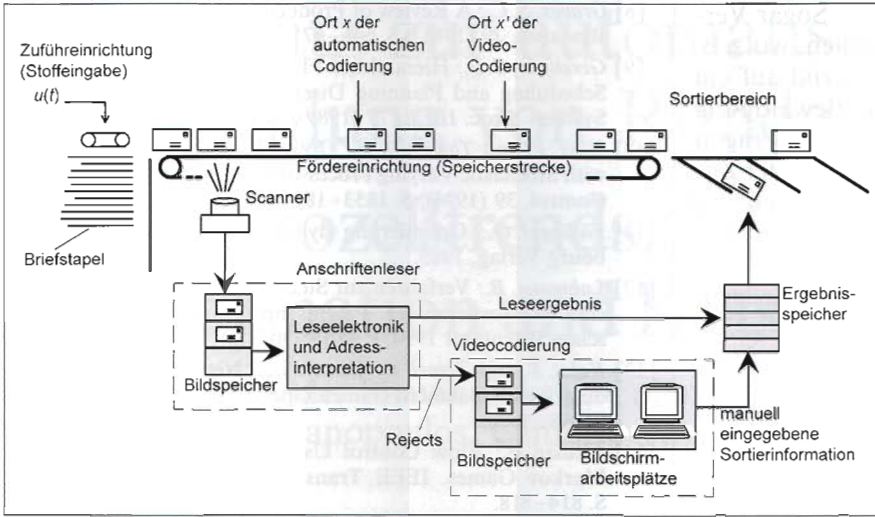 Zuführeinrichtung
(Stoffeingabe)
u(t)
Ort x der
automatischen
Codierung
Ort x' der
Video-
Codierung
Sortierbereich
Fördereinrichtung (Speicherstrecke)
Scanner
Briefstapel
Anschriftenleser
Leseelektronik
und Adress-
interpretation
Bildspeicher
Leseergebnis
Ergebnis-
speicher
Videocodierung
Rejects
Bildspeicher
Bildschirm-
arbeitsplätze
manuell
eingegebene
Sortierinformation